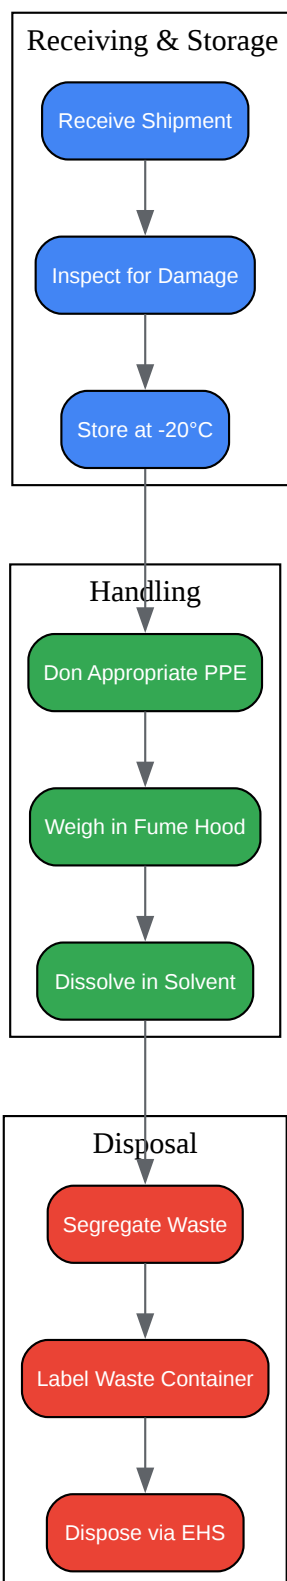 Receiving & Storage
Receive Shipment
Inspect for Damage
Store at -20°C
Handling
Don Appropriate PPE
Weigh in Fume Hood
Dissolve in Solvent
Disposal
Segregate Waste
Label Waste Container
Dispose via EHS